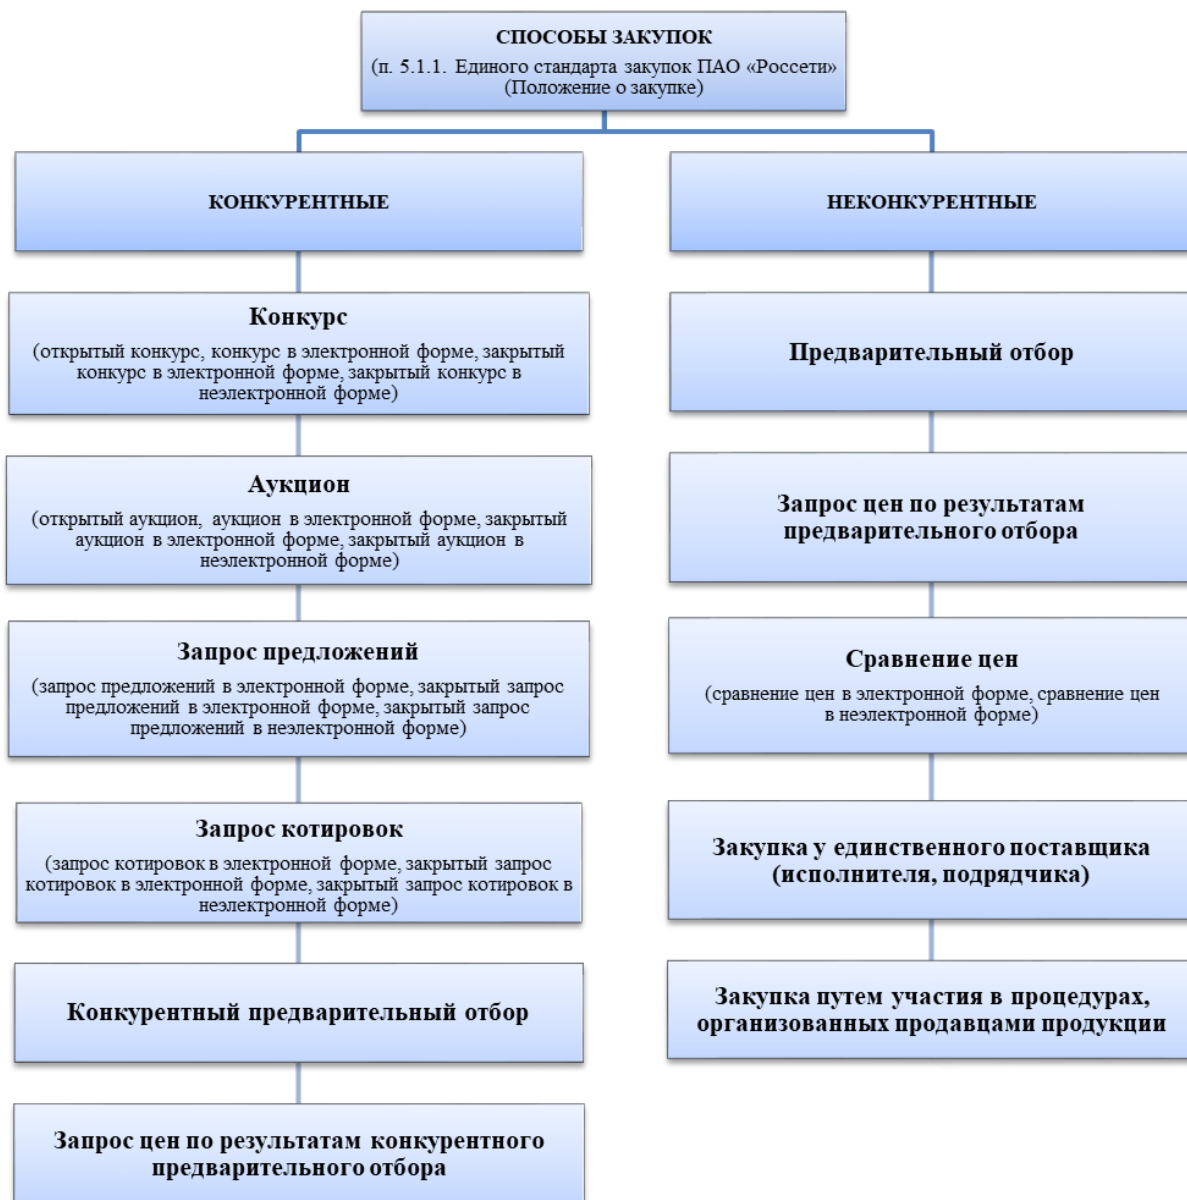 СПОСОБЫ ЗАКУПОК
(п. 5.1.1. Единого стандарта закупок ПАО «Россети»
(Положение о закупке)
КОНКУРЕНТНЫЕ
Конкурс
(открытый конкурс, конкурс в электронной форме, закрытый
конкурс в электронной форме, закрытый конкурс в
неэлектронной форме)
Аукцион
(открытый аукцион, аукцион в электронной форме, закрытый
аукцион в электронной форме, закрытый аукцион в
неэлектронной форме)
Запрос предложений
(запрос предложений в электронной форме, закрытый запрос
предложений в электронной форме, закрытый запрос
предложений в неэлектронной форме)
Запрос котировок
(запрос котировок в электронной форме, закрытый запрос
котировок в электронной форме, закрытый запрос котировок в
неэлектронной форме)
Конкурентный предварительный отбор
Запрос цен по результатам конкурентного
предварительного отбора
НЕКОНКУРЕНТНЫЕ
Предварительный отбор
Запрос цен по результатам
предварительного отбора
Сравнение цен
(сравнение цен в электронной форме, сравнение цен
в неэлектронной форме)
Закупка у единственного поставщика
(исполнителя, подрядчика)
Закупка путем участия в процедурах,
организованных продавцами продукции